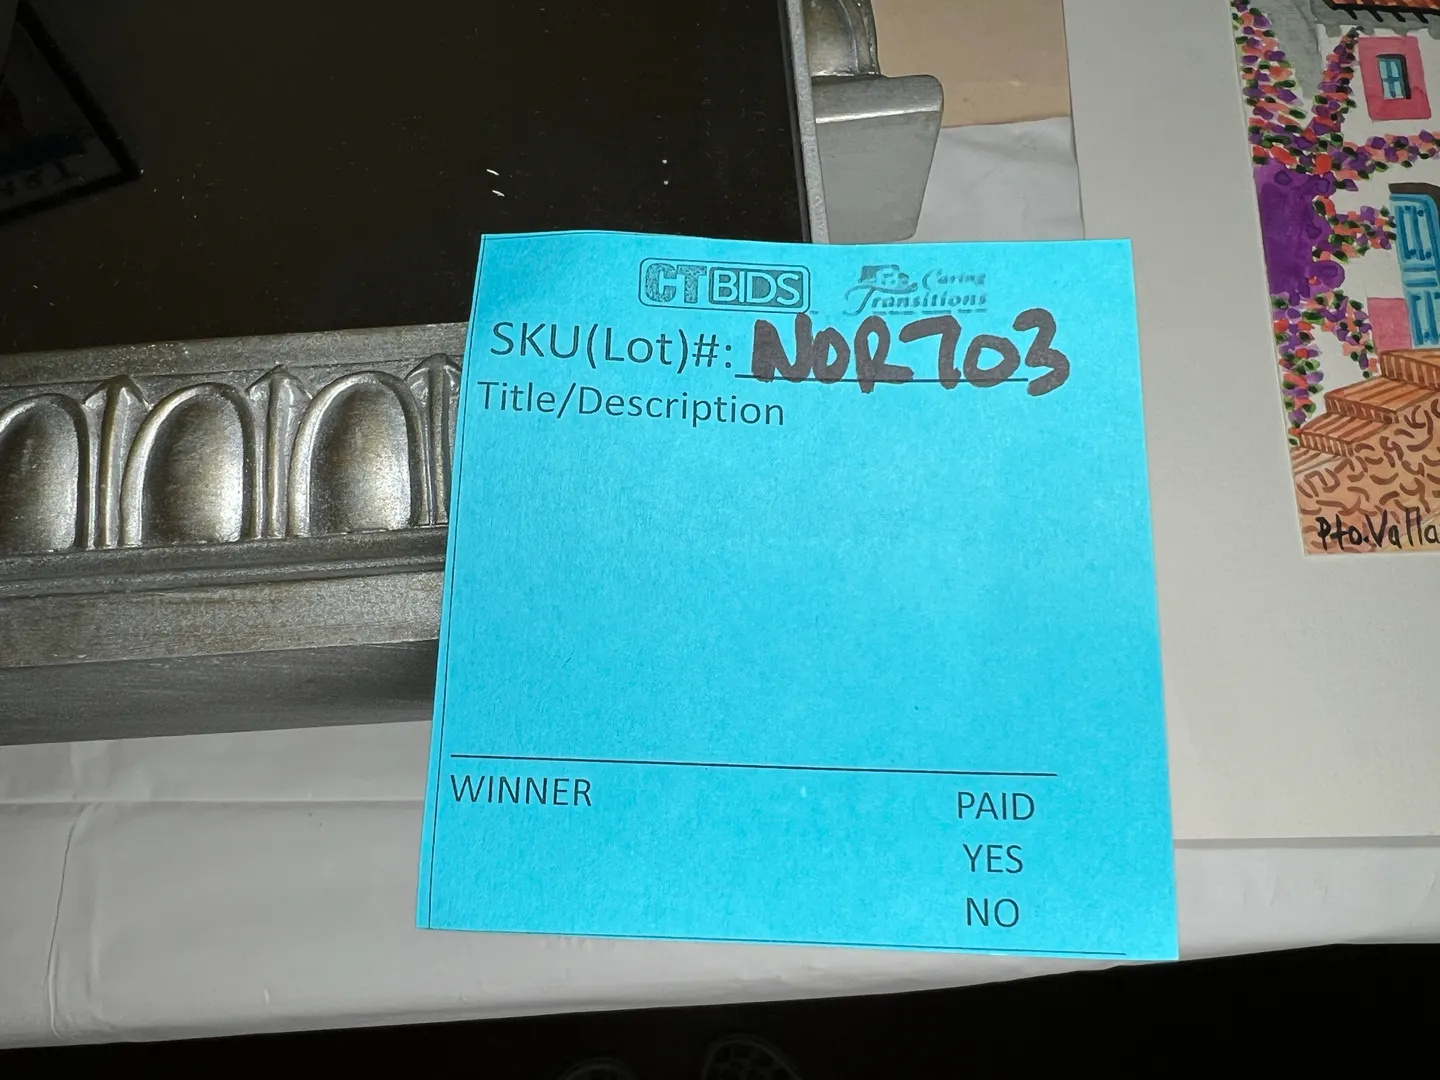 CTBIDS Caring Transitions
SKU(Lot)#: NOR703
Title/Description
WINNER PAID
YES
NO
Pto.Valla